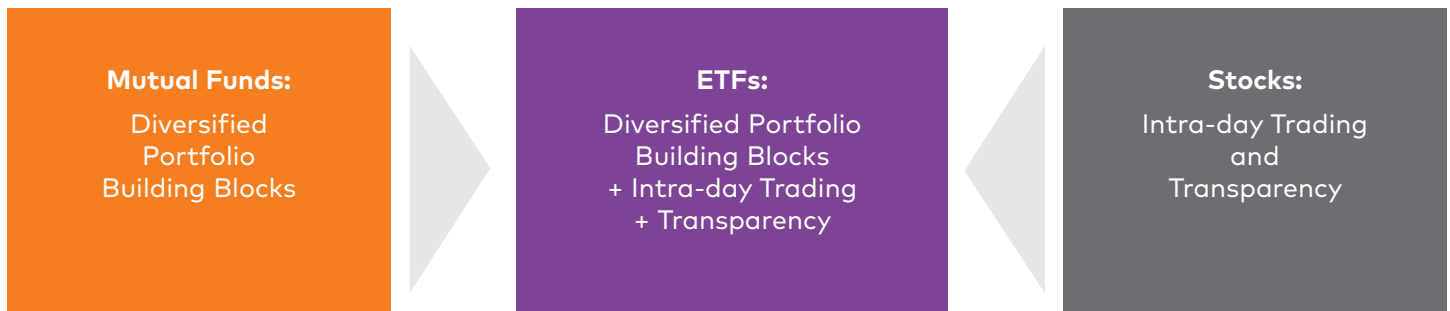 Mutual Funds:
Diversified
Portfolio
Building Blocks
ETFs:
Diversified Portfolio
Building Blocks
+ Intra-day Trading
+ Transparency
Stocks:
Intra-day Trading
and
Transparency